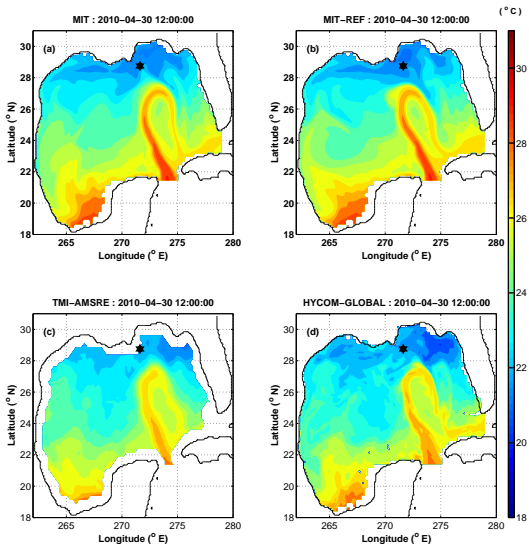 MIT : 2010−04−30 12:00:00
MIT−REF : 2010−04−30 12:00:00
( ° C )
(a)
(b)
30
28
26
24
22
20
18
Latitude (° N)
30
28
26
24
22
20
18
Latitude (° N)
30
28
26
24
22
20
18
265 270 275 280
265 270 275 280
Longitude (° E)
Longitude (° E)
TMI−AMSRE : 2010−04−30 12:00:00
HYCOM−GLOBAL : 2010−04−30 12:00:00
(c)
(d)
Latitude (° N)
30
28
26
24
22
20
18
Latitude (° N)
30
28
26
24
22
20
18
265 270 275 280
265 270 275 280
Longitude (° E)
Longitude (° E)